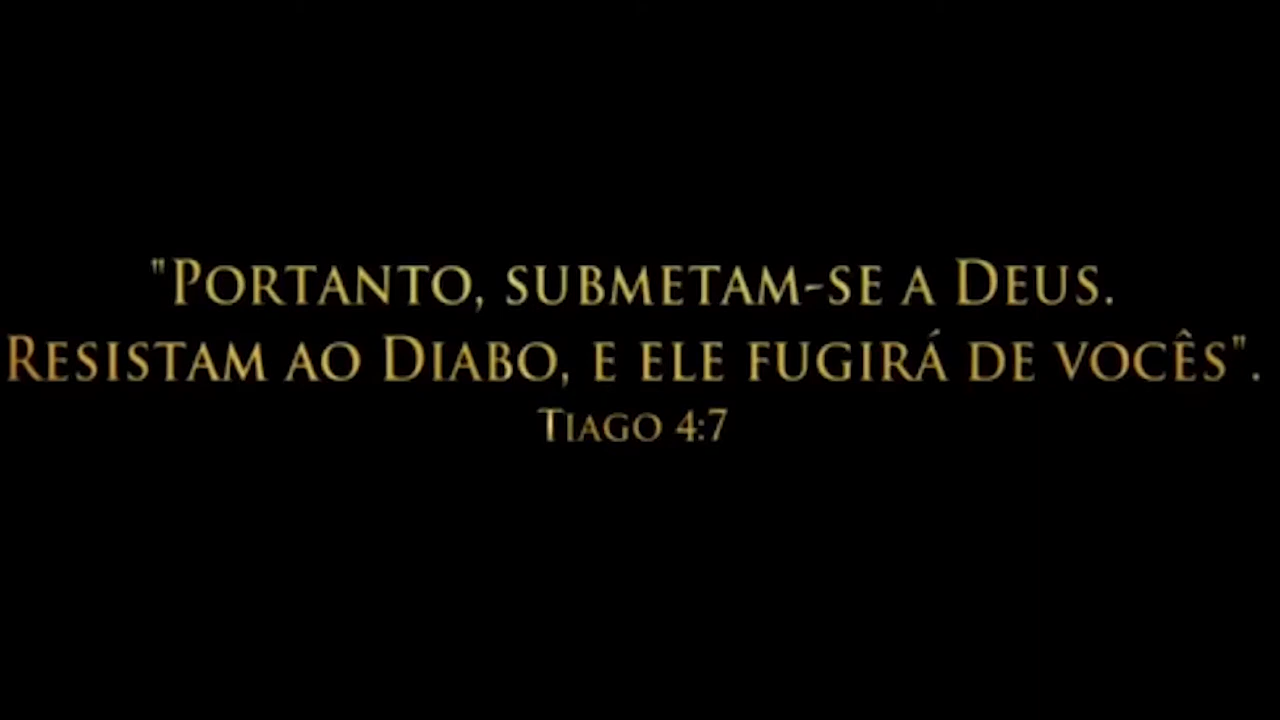 "Portanto, submetam-se a Deus.
Resistam ao Diabo, e ele fugirá de vocês".
Tiago 4:7